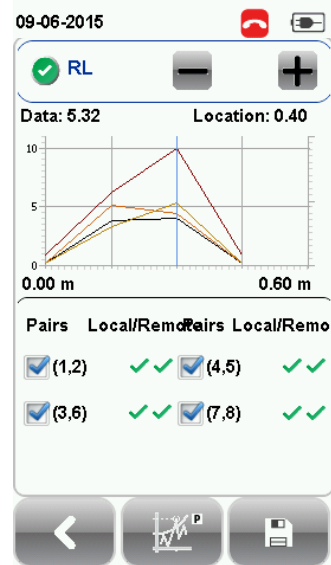 09-06-2015
RL
Data: 5.32 Location: 0.40
10
5
0
0.00 m 0.60 m
Pairs Local/Remote Pairs Local/Remo
(1,2) (4,5)
(3,6) (7,8)
P